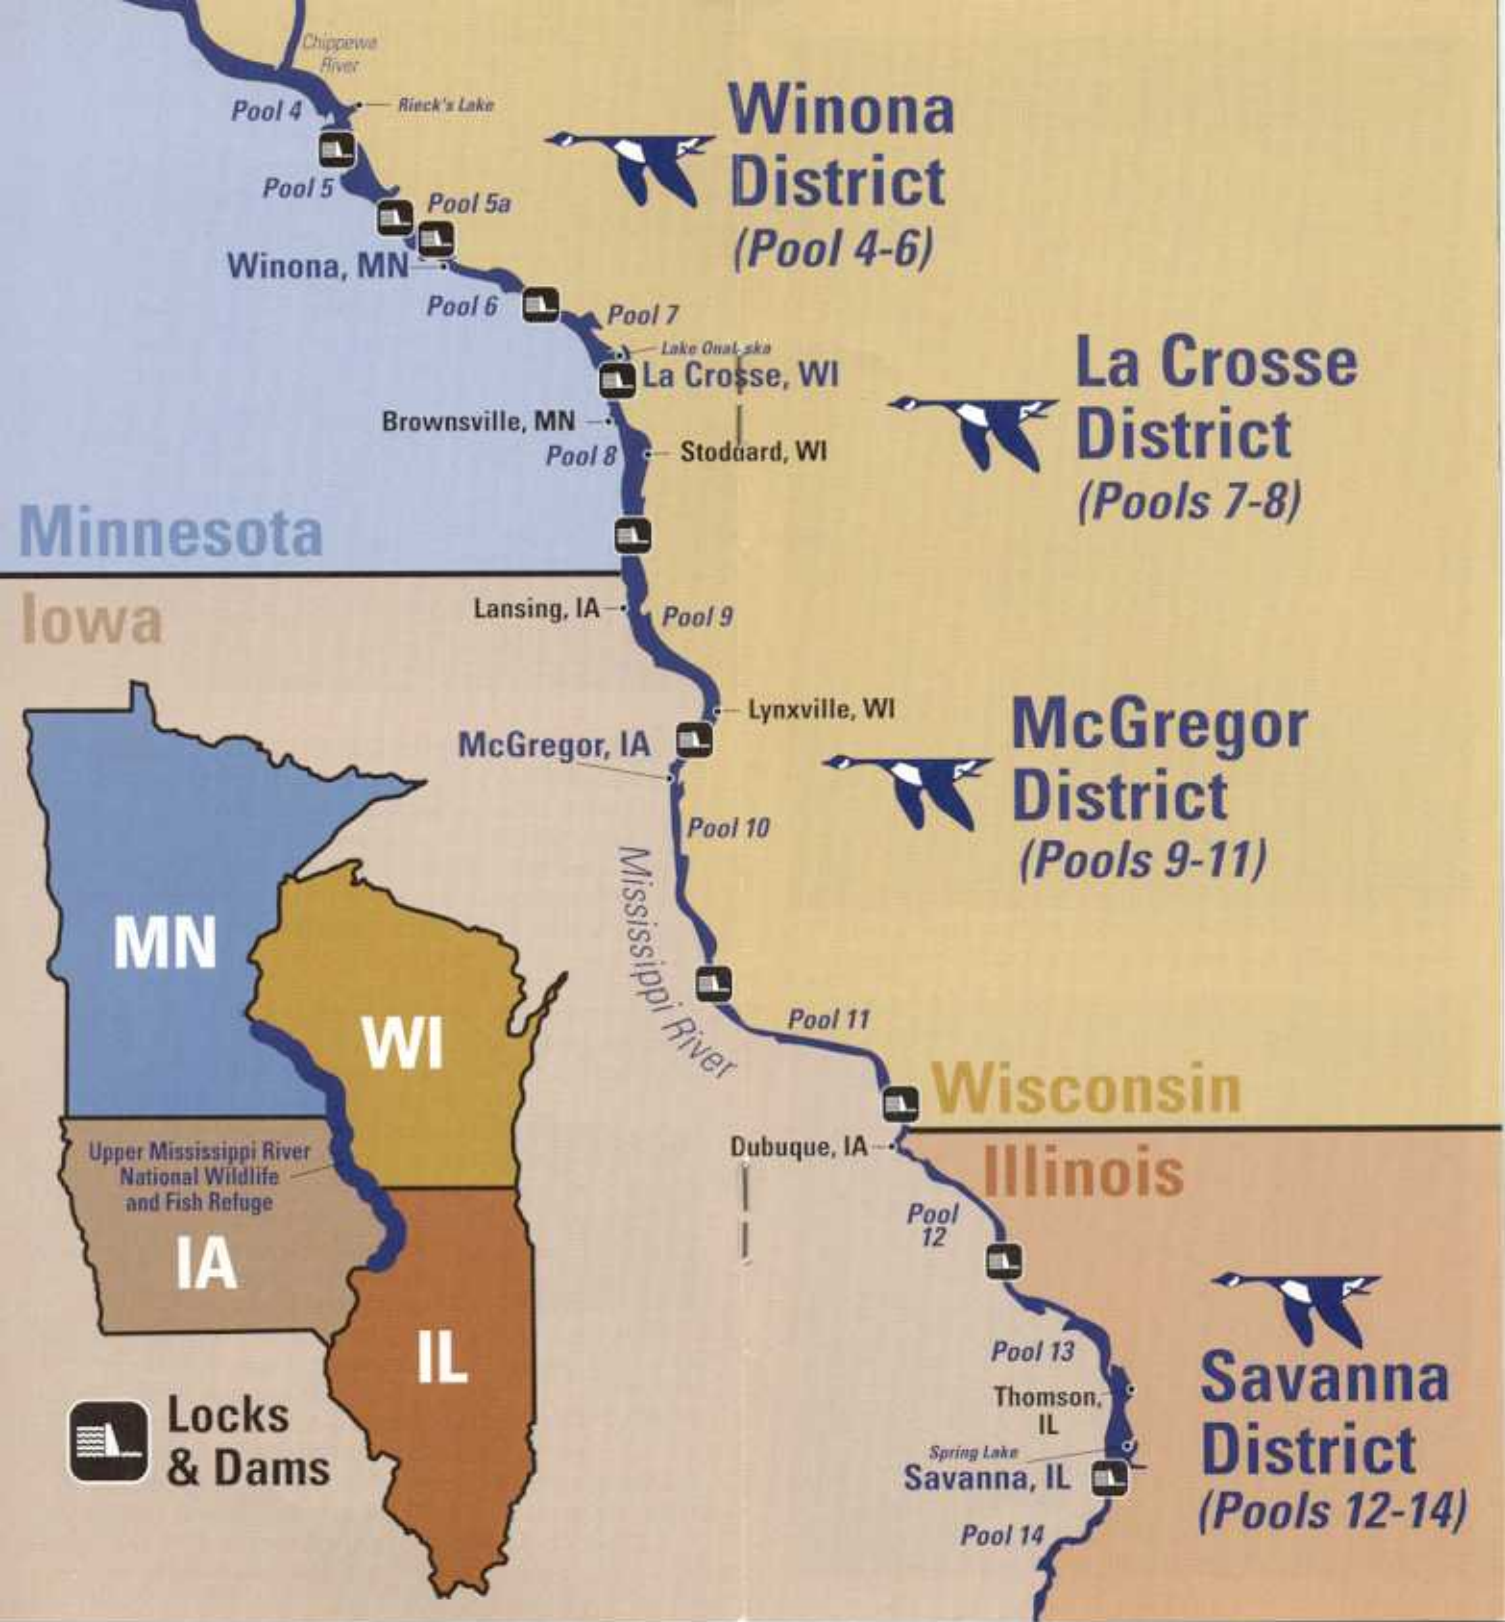 Chippewa
River
Pool 4
Rieck's Lake
Winona
District
(Pool 4-6)
Pool 5
Pool 5a
Winona, MN
Pool 6
Pool 7
Lake Onalaska
La Crosse, WI
La Crosse
District
(Pools 7-8)
Brownsville, MN
Pool 8
Stoddard, WI
Minnesota
Iowa
Lansing, IA
Pool 9
Lynxville, WI
McGregor, IA
McGregor
District
(Pools 9-11)
Pool 10
Mississippi River
Pool 11
Wisconsin
Dubuque, IA
Illinois
Pool
12
Pool 13
Thomson,
IL
Spring Lake
Savanna, IL
Pool 14
Savanna
District
(Pools 12-14)
MN
WI
Upper Mississippi River
National Wildlife
and Fish Refuge
IA
IL
Locks
& Dams